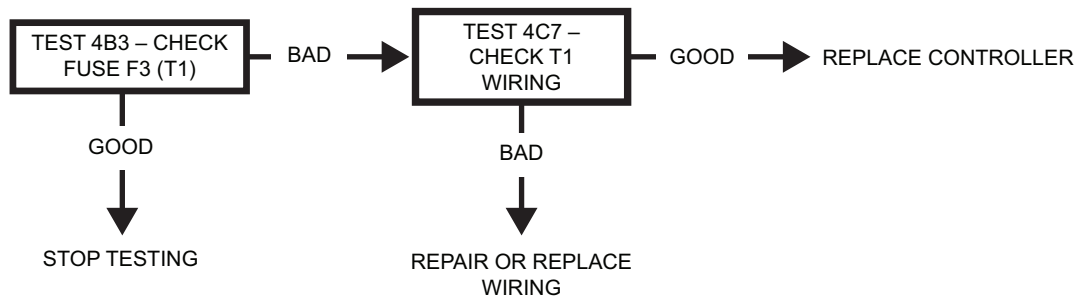 TEST 4B3 – CHECK
FUSE F3 (T1)
BAD
TEST 4C7 –
CHECK T1
WIRING
GOOD
REPLACE CONTROLLER
GOOD
STOP TESTING
BAD
REPAIR OR REPLACE
WIRING